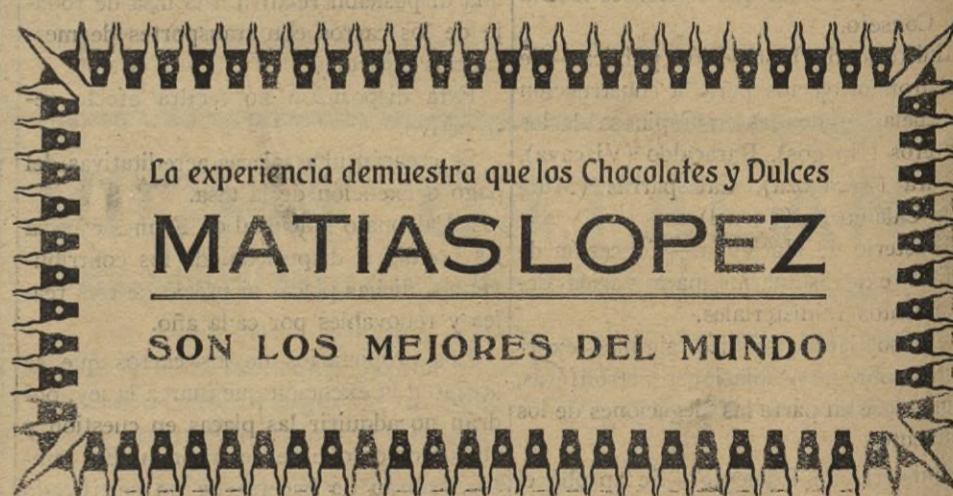 La experiencia demuestra que los Chocolates y Dulces
MATIAS LOPEZ
SON LOS MEJORES DEL MUNDO